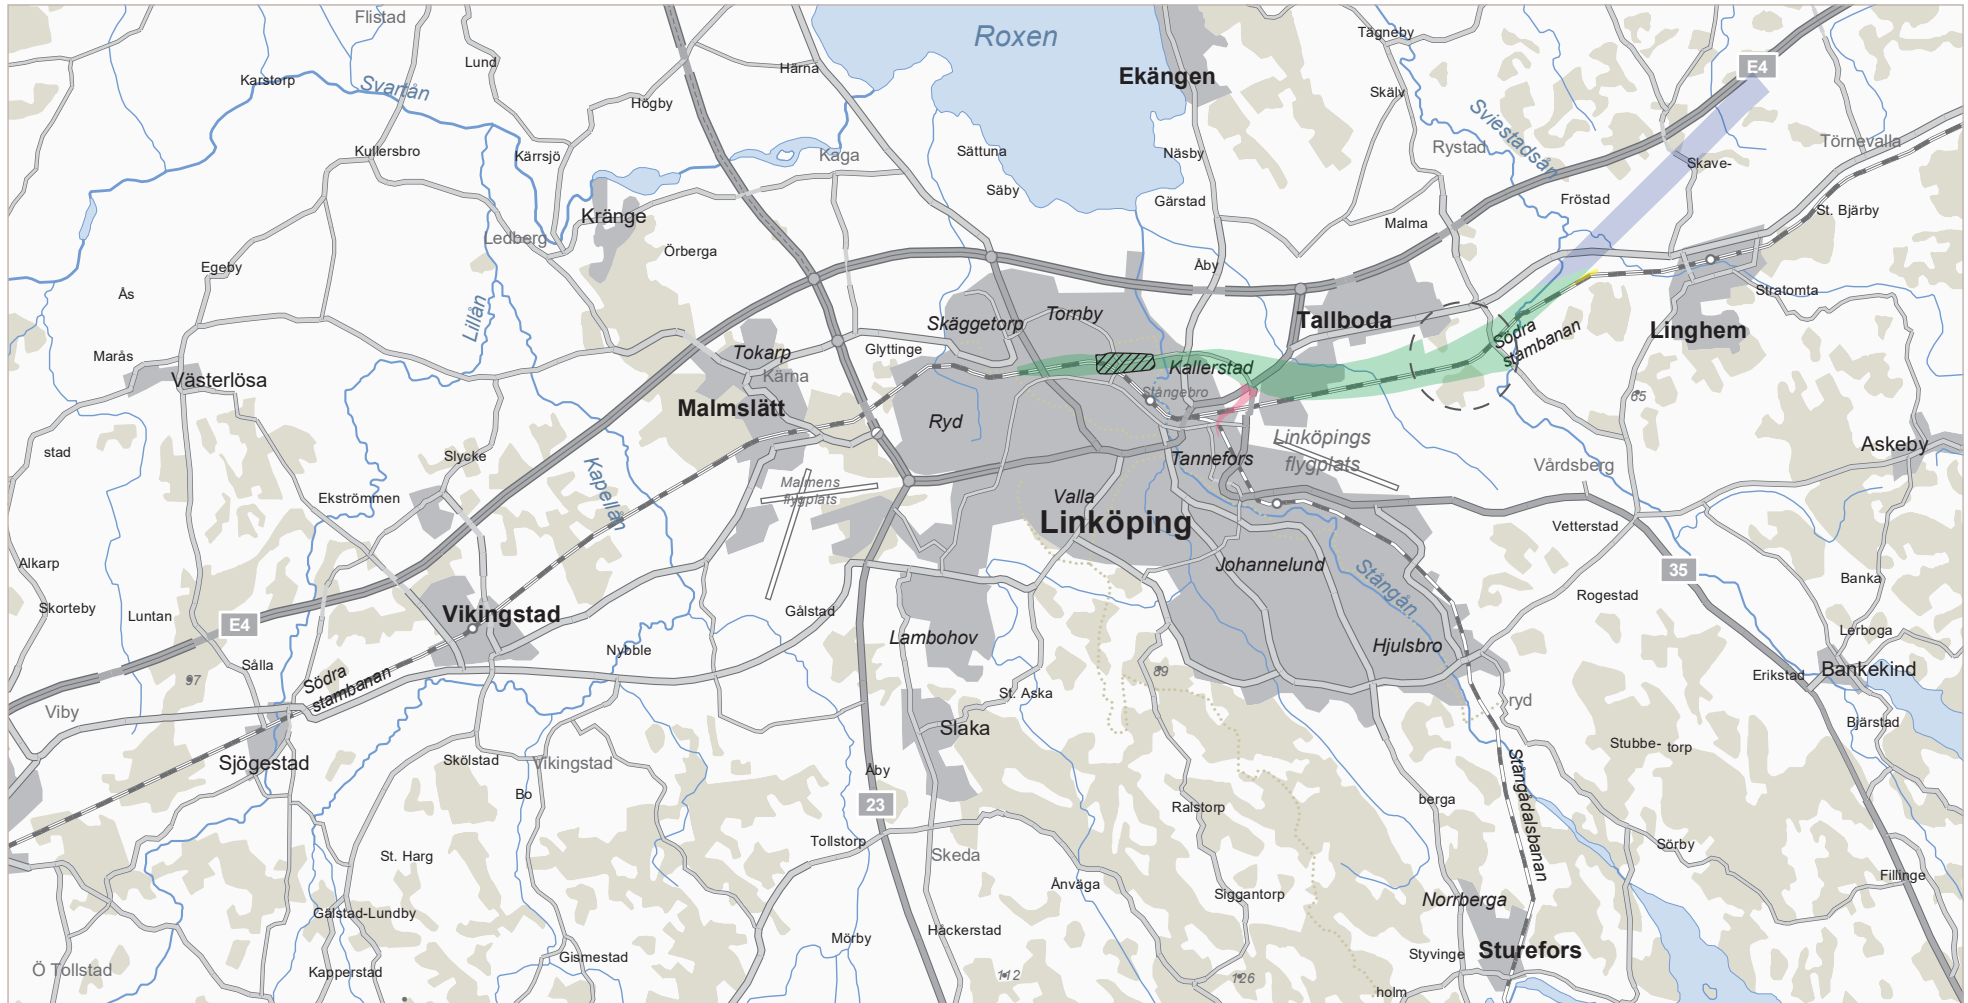 Flistad
Roxen
Tägneby
Lund
Härna
Ekängen
E4
Karstorp
Svartån
Högby
Skälv
Sviestadsån
Kullersbro
Kärrsjö
Kaga
Sättuna
Näsby
Rystad
Skave-
Törnevalla
Säby
Gärstad
Fröstad
Kränge
Malma
St. Bjärby
Ledberg
Örberga
Egeby
Åby
Ås
Lillån
Stratomta
Skäggetorp
Tornby
Tallboda
Linghem
Södra
stambanan
Marås
Tokarp
Glyttinge
Kallerstad
Västerlösa
Kärna
Stångebro
65
Malmslätt
Ryd
Linköpings
flygplats
Askeby
stad
Slycke
Tannefors
Vårdsberg
Kapellån
Malmens
flygplats
Ekströmmen
Valla
Linköping
Vetterstad
Alkarp
Johannelund
Stångån
35
Banka
Skorteby
Luntan
E4
Vikingstad
Gålstad
Rogestad
Lerboga
Lambohov
Hjulsbro
Sålla
Nybble
97
Södra
stambanan
89
Erikstad
Bankekind
Viby
St. Aska
ryd
Slaka
Bjärstad
Sjögestad
Skölstad
Vikingstad
Åby
Stubbe-
torp
Stångådalsbanan
Bo
23
Ralstorp
berga
Tollstorp
Sörby
St. Harg
Skeda
Ånväga
Siggantorp
Fillinge
Norrberga
Gälstad-Lundby
Håckerstad
Mörby
Sturefors
Styvinge
Gismestad
Ö Tollstad
Kapperstad
112
126
holm